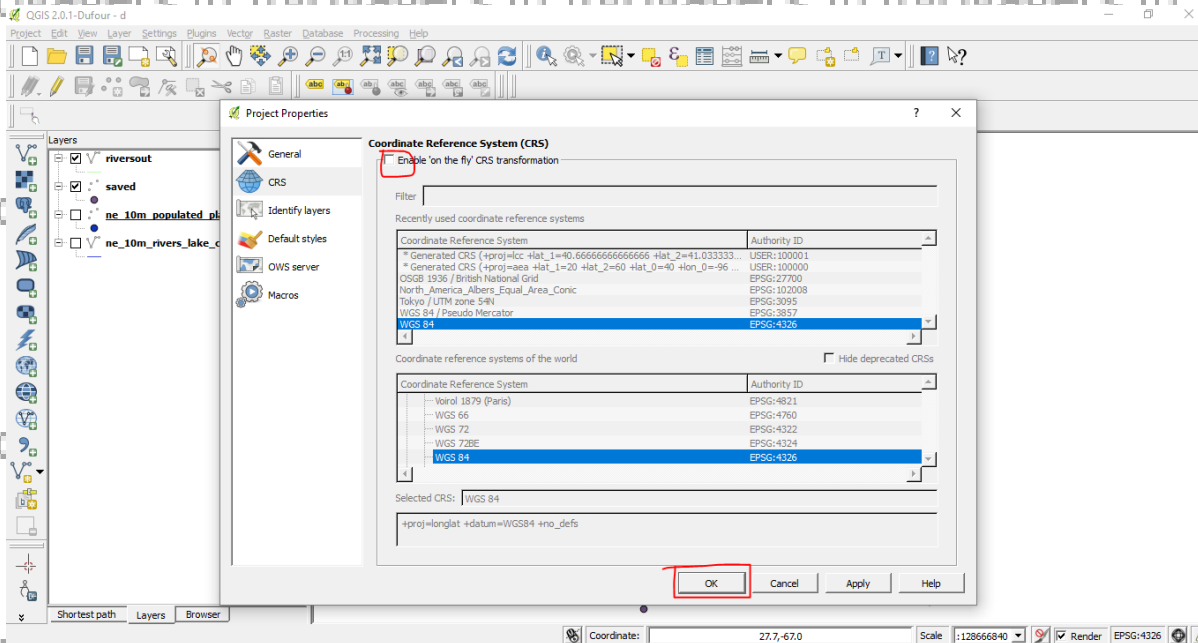 QGIS 2.0.1-Dufour - d
Project Edit View Layer Settings Plugins Vector Raster Database Processing Help
Project Properties
Layers
riversout
saved
ne_10m_populated_pl
ne_10m_rivers_lake_c
Shortest path Layers Browser
General
CRS
Identify layers
Default styles
OWS server
Macros
Coordinate Reference System (CRS)
Enable 'on the fly' CRS transformation
Filter
Recently used coordinate reference systems
Coordinate Reference System Authority ID
* Generated CRS (+proj=lcc +lat_1=40.66666666666666 +lat_2=41.033333... USER:100001
* Generated CRS (+proj=aea +lat_1=20 +lat_2=60 +lat_0=40 +lon_0=-96 ... USER:100000
OSGB 1936 / British National Grid EPSG:27700
North_America_Albers_Equal_Area_Conic EPSG:102008
Tokyo / UTM zone 54N EPSG:3095
WGS 84 / Pseudo Mercator EPSG:3857
WGS 84 EPSG:4326
Coordinate reference systems of the world
Hide deprecated CRSs
Coordinate Reference System Authority ID
Voirol 1879 (Paris) EPSG:4821
WGS 66 EPSG:4760
WGS 72 EPSG:4322
WGS 72BE EPSG:4324
WGS 84 EPSG:4326
Selected CRS: WGS 84
+proj=longlat +datum=WGS84 +no_defs
OK Cancel Apply Help
Coordinate: 27.7,-67.0 Scale :128666840 Render EPSG:4326